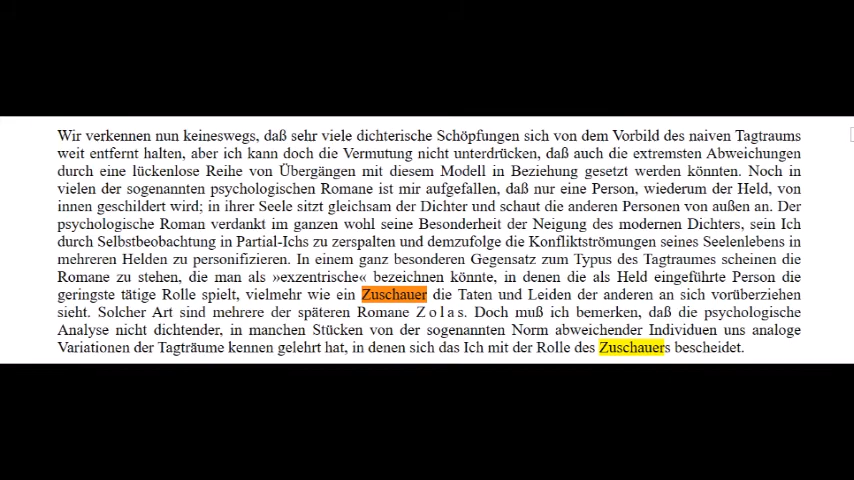 Wir verkennen nun keineswegs, daß sehr viele dichterische Schöpfungen sich von dem Vorbild des naiven Tagtraums
weit entfernt halten, aber ich kann doch die Vermutung nicht unterdrücken, daß auch die extremsten Abweichungen
durch eine lückenlose Reihe von Übergängen mit diesem Modell in Beziehung gesetzt werden könnten. Noch in
vielen der sogenannten psychologischen Romane ist mir aufgefallen, daß nur eine Person, wiederum der Held, von
innen geschildert wird; in ihrer Seele sitzt gleichsam der Dichter und schaut die anderen Personen von außen an. Der
psychologische Roman verdankt im ganzen wohl seine Besonderheit der Neigung des modernen Dichters, sein Ich
durch Selbstbeobachtung in Partial-Ichs zu zerspalten und demzufolge die Konfliktströmungen seines Seelenlebens in
mehreren Helden zu personifizieren. In einem ganz besonderen Gegensatz zum Typus des Tagtraumes scheinen die
Romane zu stehen, die man als »exzentrische« bezeichnen könnte, in denen die als Held eingeführte Person die
geringste tätige Rolle spielt, vielmehr wie ein Zuschauer die Taten und Leiden der anderen an sich vorüberziehen
sieht. Solcher Art sind mehrere der späteren Romane Z o l a s. Doch muß ich bemerken, daß die psychologische
Analyse nicht dichtender, in manchen Stücken von der sogenannten Norm abweichender Individuen uns analoge
Variationen der Tagträume kennen gelehrt hat, in denen sich das Ich mit der Rolle des Zuschauers bescheidet.